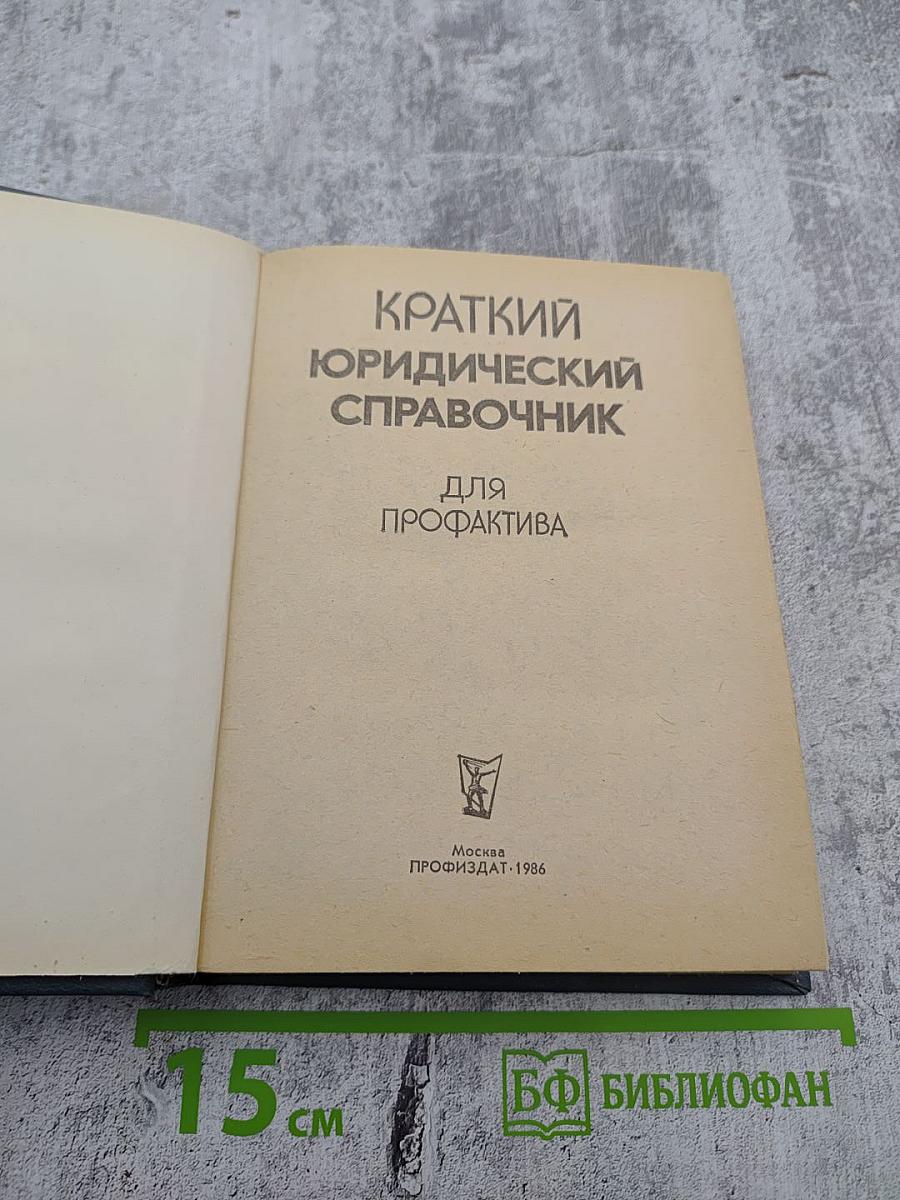 КРАТКИЙ
ЮРИДИЧЕСКИЙ
СПРАВОЧНИК
ДЛЯ
ПРОФАКТИВА
Москва
ПРОФИЗДАТ·1986
15 см
БФ БИБЛИОФАН